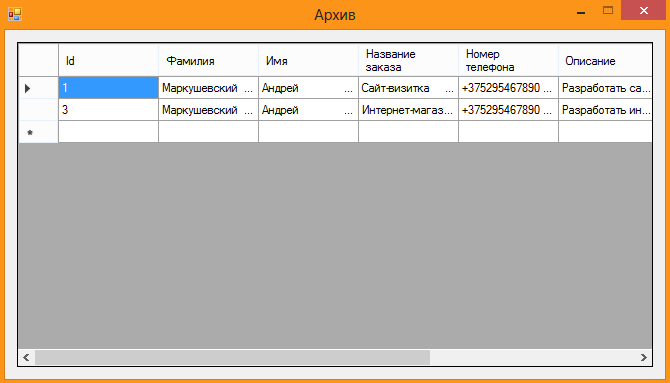 Архив
Id Фамилия Имя Название заказа Номер телефона Описание
1 Маркушевский ... Андрей ... Сайт-визитка ... +375295467890 ... Разработать са...
3 Маркушевский ... Андрей ... Интернет-магаз... +375295467890 ... Разработать ин...